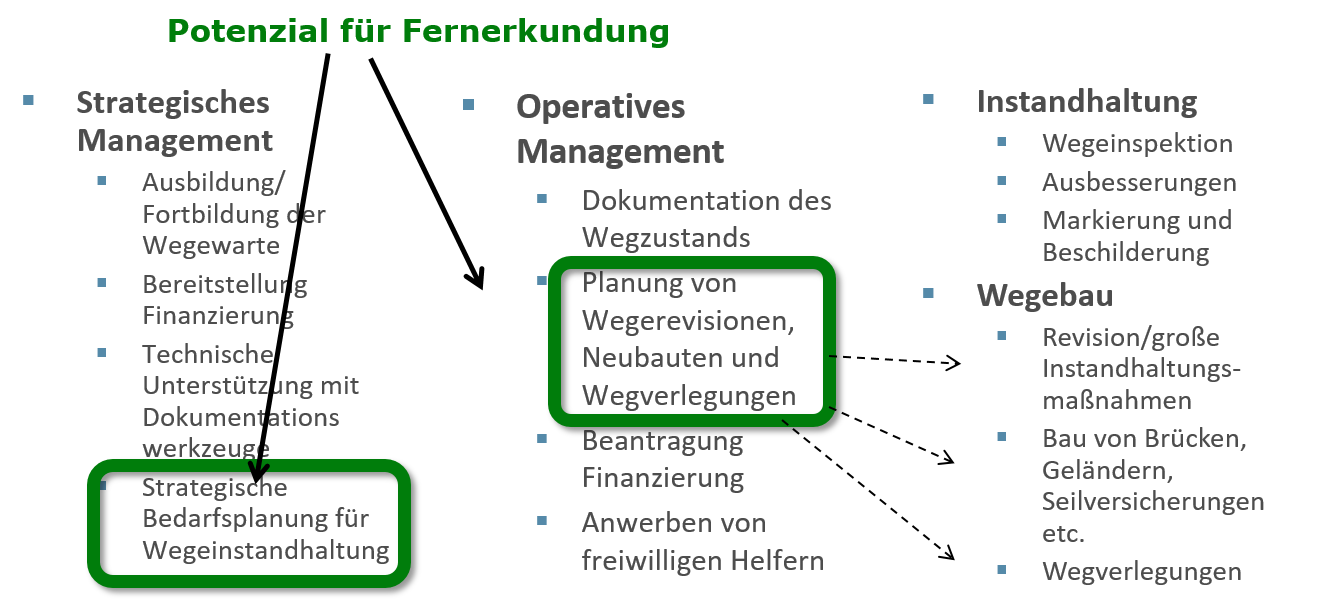 Potenzial für Fernerkundung
Strategisches
Management
Ausbildung/
Fortbildung der
Wegewarte
Bereitstellung
Finanzierung
Technische
Unterstützung mit
Dokumentations
werkzeuge
Strategische
Bedarfsplanung für
Wegeinstandhaltung
Operatives
Management
Dokumentation des
Wegzustands
Planung von
Wegerevisionen,
Neubauten und
Wegverlegungen
Beantragung
Finanzierung
Anwerben von
freiwilligen Helfern
Instandhaltung
Wegeinspektion
Ausbesserungen
Markierung und
Beschilderung
Wegebau
Revision/große
Instandhaltungs-
maßnahmen
Bau von Brücken,
Geländern,
Seilversicherungen
etc.
Wegverlegungen